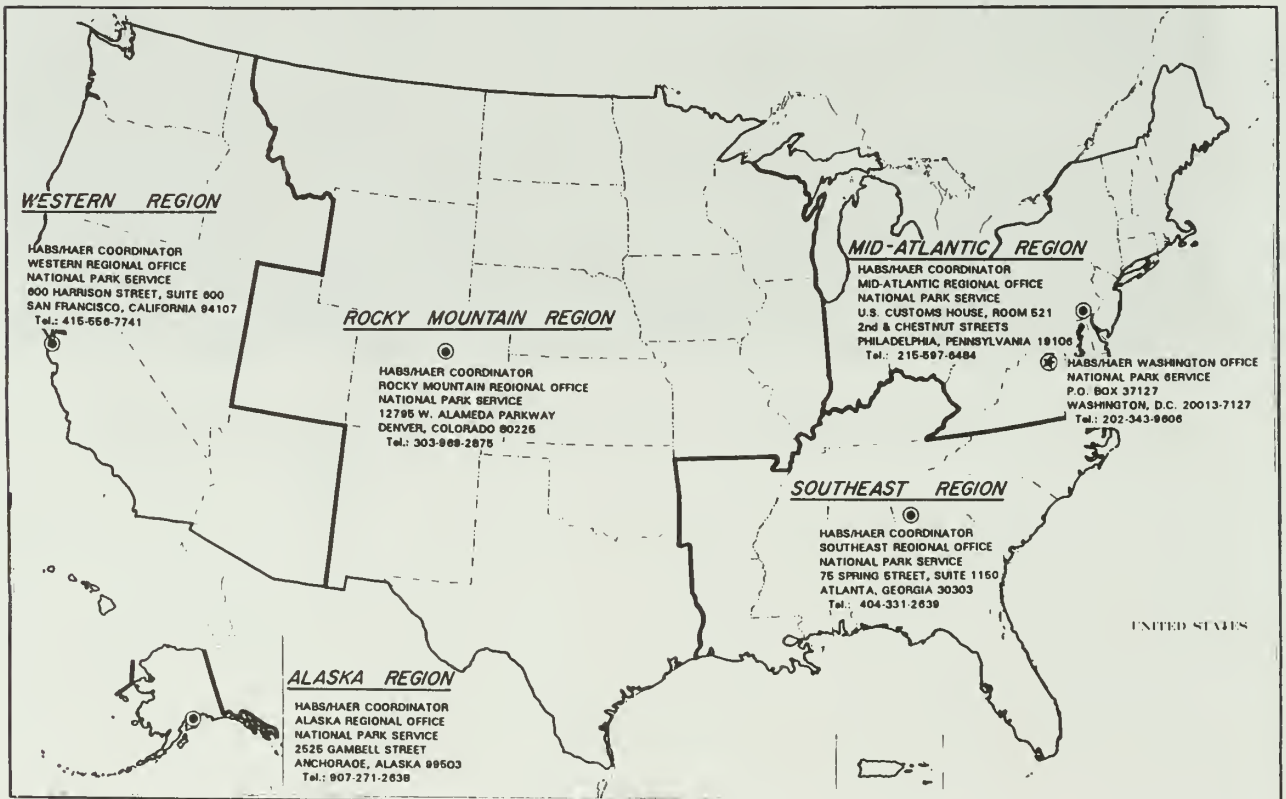 WESTERN REGION
HABS/HAER COORDINATOR
WESTERN REGIONAL OFFICE
NATIONAL PARK SERVICE
600 HARRISON STREET, SUITE 600
SAN FRANCISCO, CALIFORNIA 94107
Tel.: 415-556-7741
ROCKY MOUNTAIN REGION
HABS/HAER COORDINATOR
ROCKY MOUNTAIN REGIONAL OFFICE
NATIONAL PARK SERVICE
12795 W. ALAMEDA PARKWAY
DENVER, COLORADO 80225
Tel.: 303-969-2875
MID-ATLANTIC REGION
HABS/HAER COORDINATOR
MID-ATLANTIC REGIONAL OFFICE
NATIONAL PARK SERVICE
U.S. CUSTOMS HOUSE, ROOM 521
2nd & CHESTNUT STREETS
PHILADELPHIA, PENNSYLVANIA 19106
Tel.: 215-597-6484
HABS/HAER WASHINGTON OFFICE
NATIONAL PARK SERVICE
P.O. BOX 37127
WASHINGTON, D.C. 20013-7127
Tel.: 202-343-9606
SOUTHEAST REGION
HABS/HAER COORDINATOR
SOUTHEAST REGIONAL OFFICE
NATIONAL PARK SERVICE
75 SPRING STREET, SUITE 1150
ATLANTA, GEORGIA 30303
Tel.: 404-331-2639
UNITED STATES
ALASKA REGION
HABS/HAER COORDINATOR
ALASKA REGIONAL OFFICE
NATIONAL PARK SERVICE
2525 GAMBELL STREET
ANCHORAGE, ALASKA 99503
Tel.: 907-271-2638